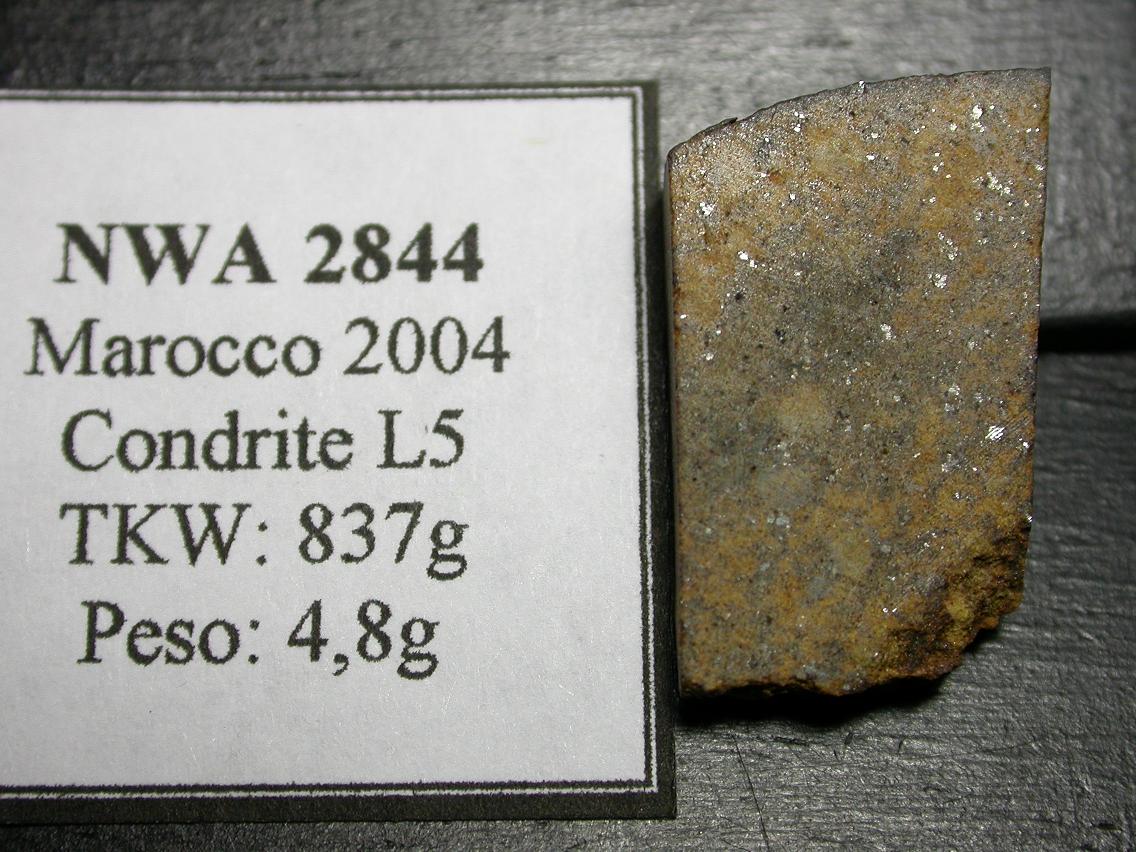 NWA 2844
Marocco 2004
Condrite L5
TKW: 837g
Peso: 4,8g